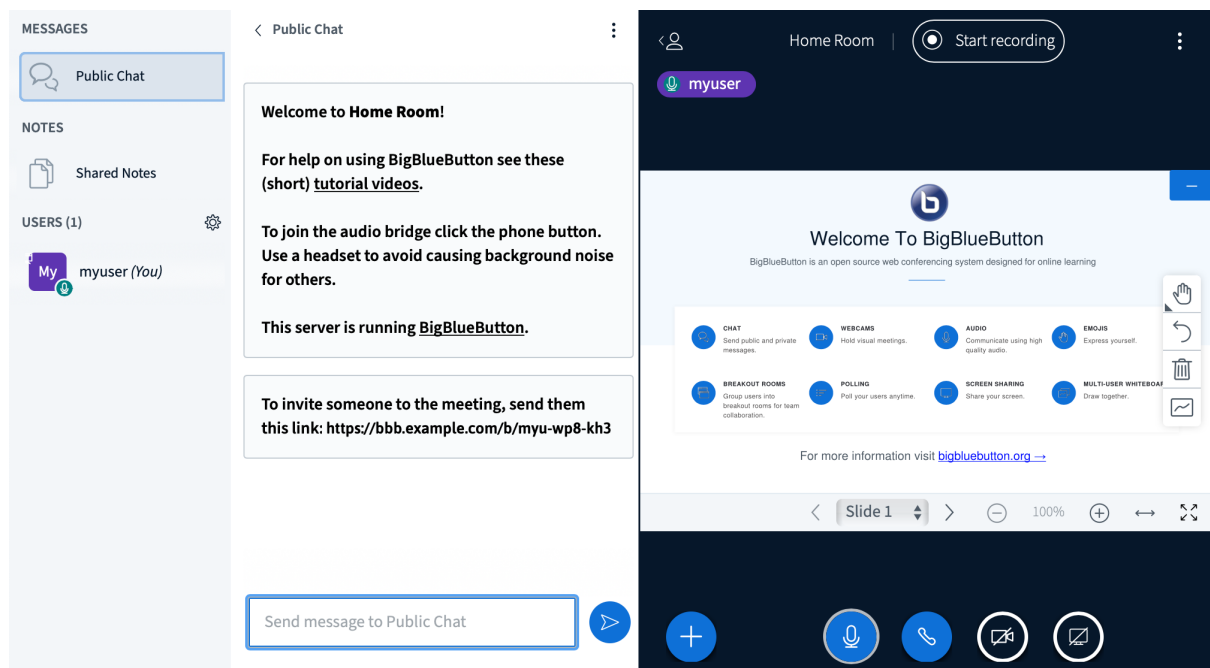 MESSAGES
Public Chat
NOTES
Shared Notes
USERS (1)
My
myuser (You)
Public Chat
Welcome to Home Room!
For help on using BigBlueButton see these
(short) tutorial videos.
To join the audio bridge click the phone button.
Use a headset to avoid causing background noise
for others.
This server is running BigBlueButton.
To invite someone to the meeting, send them
this link: https://bbb.example.com/b/myu-wp8-kh3
Send message to Public Chat
Home Room
Start recording
myuser
b
Welcome To BigBlueButton
BigBlueButton is an open source web conferencing system designed for online learning
CHAT
Send public and private
messages.
WEBCAMS
Hold visual meetings.
AUDIO
Communicate using high
quality audio.
EMOJIS
Express yourself.
BREAKOUT ROOMS
Group users into
breakout rooms for team
collaboration.
POLLING
Poll your users anytime.
SCREEN SHARING
Share your screen.
MULTI-USER WHITEBOAR
Draw together.
For more information visit bigbluebutton.org →
Slide 1
100%